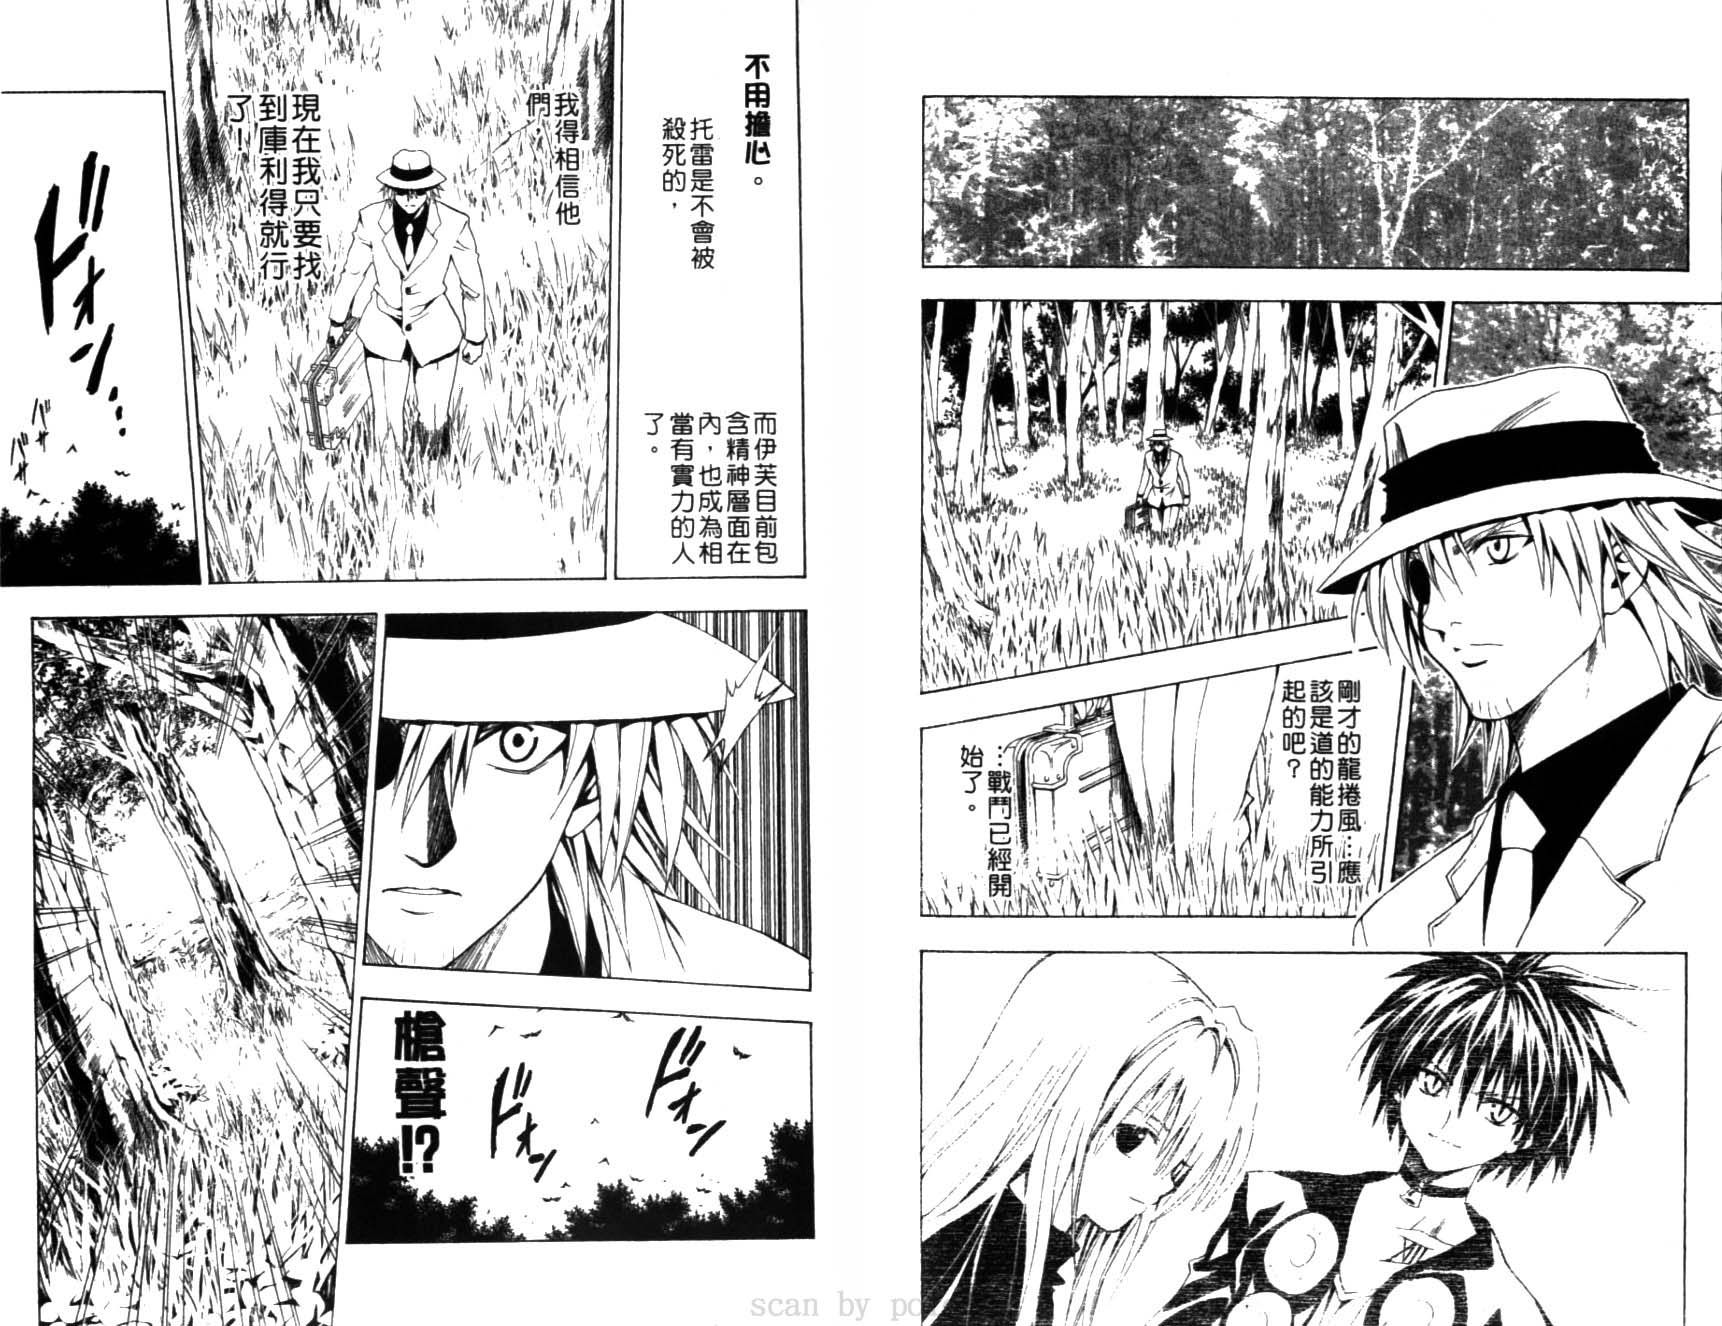 剛才的龍捲風…應
該是道的能力所引
起的吧？
…戰鬥已經開
始了。
不用擔心。
托雷是不會被
殺死的，
而伊芙目前包
含精神層面在
內，也成為相
當有實力的人
了。
我得相信他
們，
現在我只要找
到庫利得就行
了！
ドォン…
バサ
バサ
槍聲!?
ドォン
ドォン
scan by po